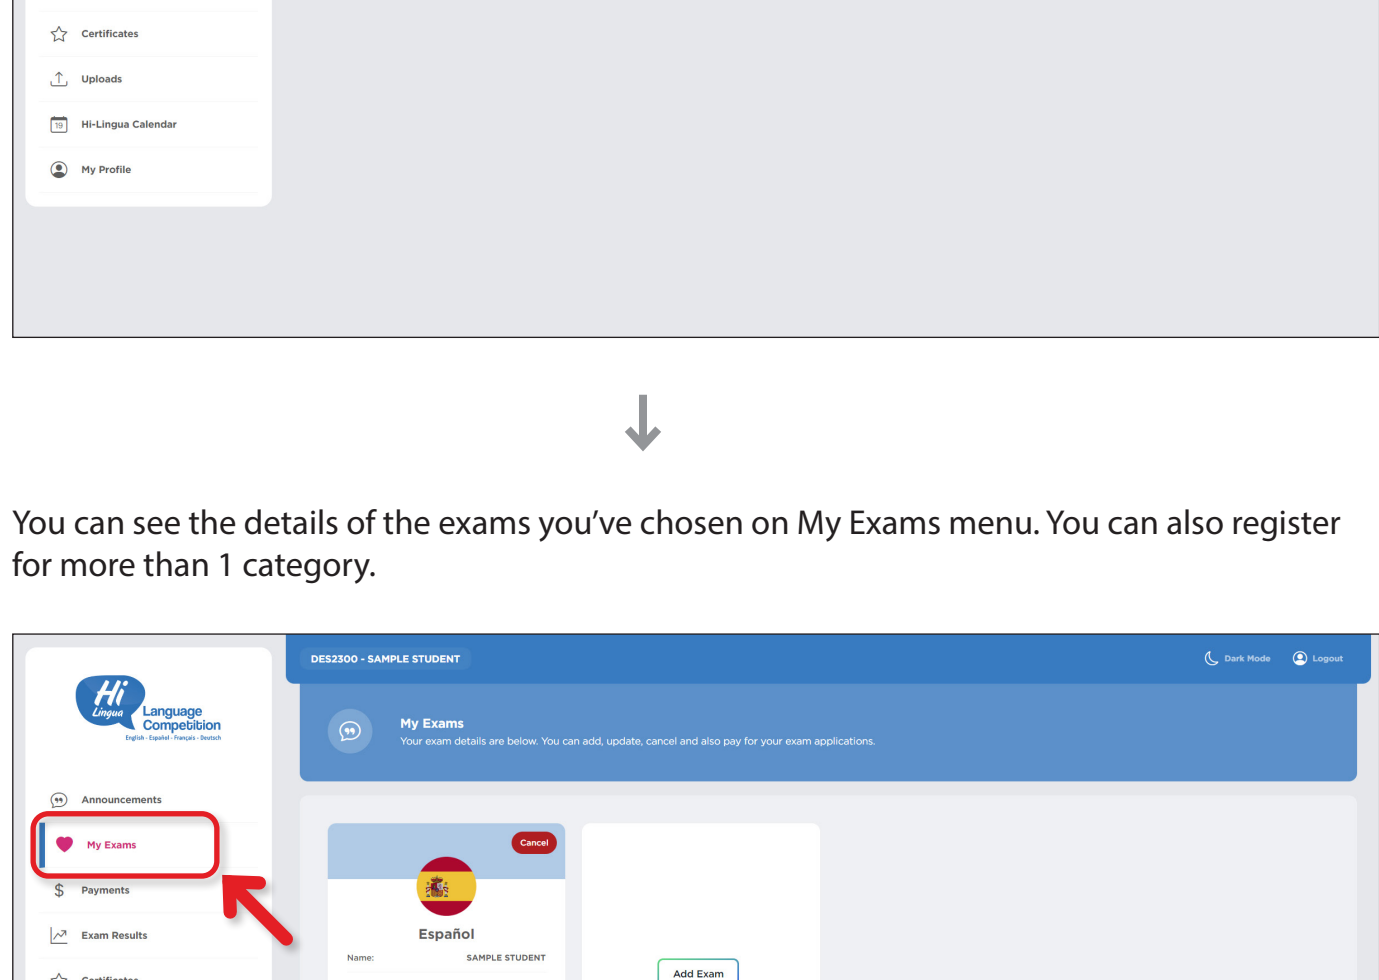 Certificates
Uploads
19
Hi-Lingua Calendar
My Profile
You can see the details of the exams you’ve chosen on My Exams menu. You can also register
for more than 1 category.
DES2300 - SAMPLE STUDENT
Dark Mode
Logout
Hi
Lingua
Language
Competition
English - Español - Français - Deutsch
My Exams
Your exam details are below. You can add, update, cancel and also pay for your exam applications.
Announcements
My Exams
$ Payments
Exam Results
Certificates
Cancel
Español
Name: SAMPLE STUDENT
Add Exam